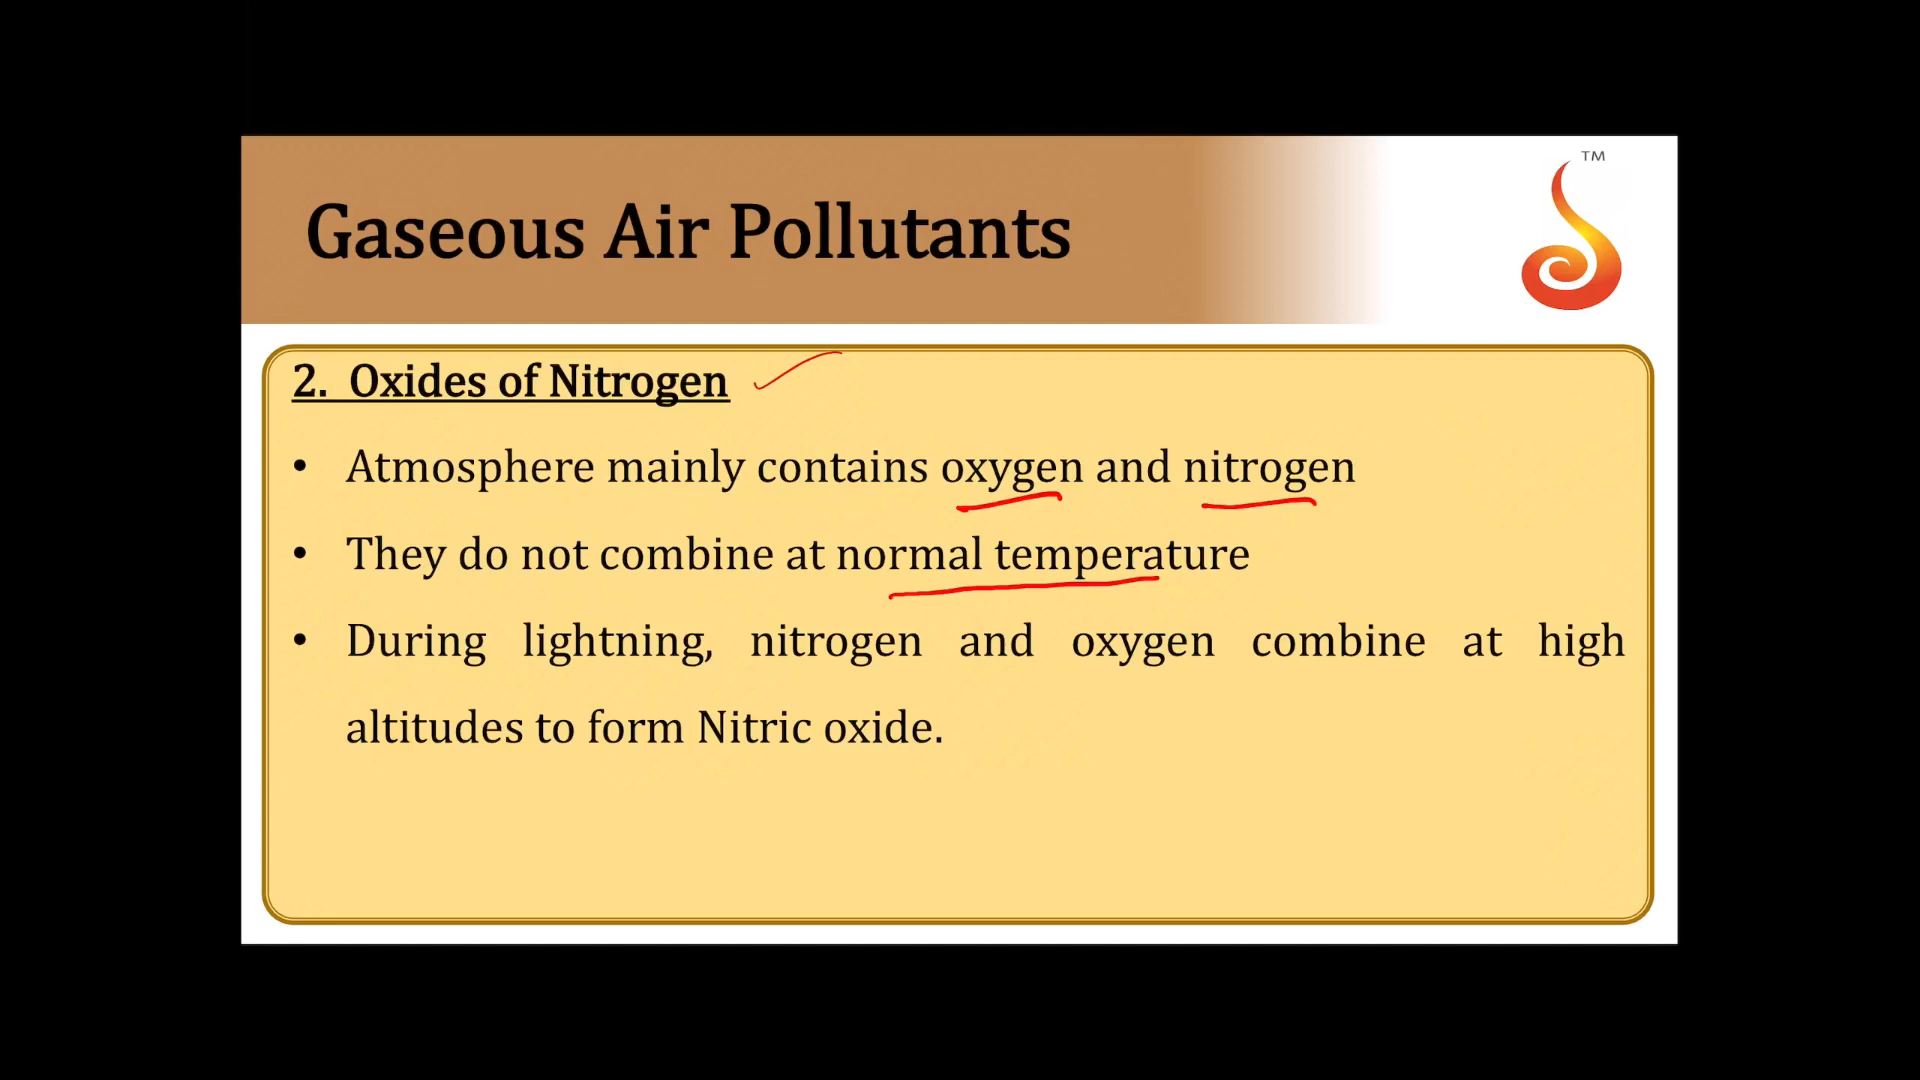 Gaseous Air Pollutants
TM
2. Oxides of Nitrogen
• Atmosphere mainly contains oxygen and nitrogen
• They do not combine at normal temperature
• During lightning, nitrogen and oxygen combine at high
altitudes to form Nitric oxide.